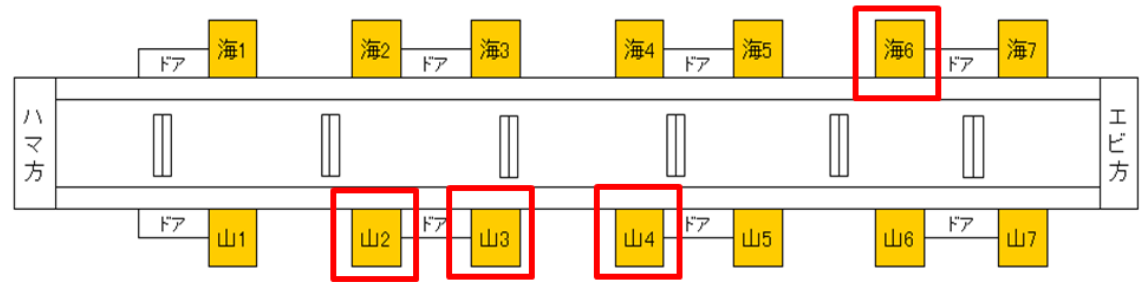 海1 海2 海3 海4 海5 海6 海7
ドア ドア ドア ドア
ハマ方
エビ方
ドア ドア ドア
山1 山2 山3 山4 山5 山6 山7